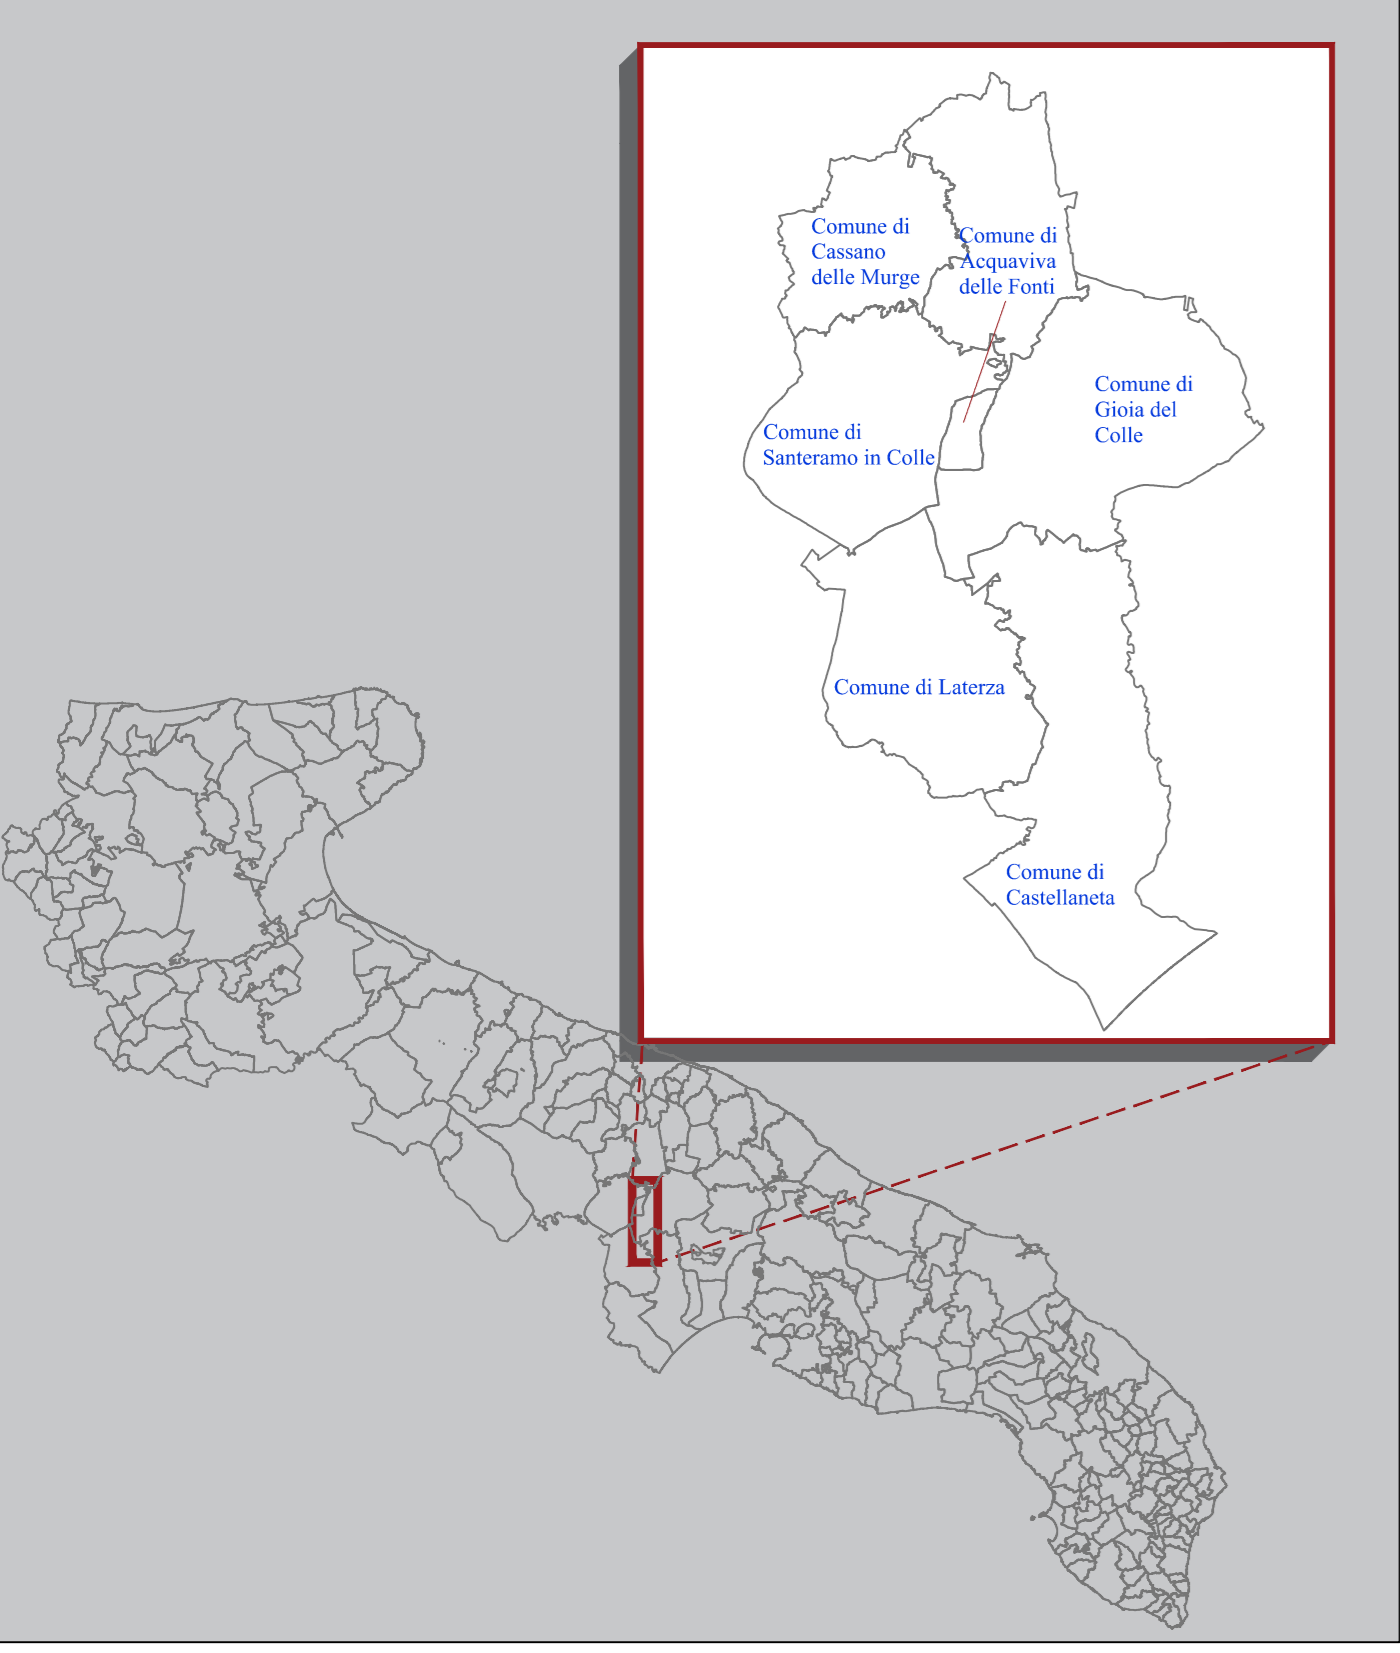 Comune di
Cassano
delle Murge
Comune di
Acquaviva
delle Fonti
Comune di
Gioia del
Colle
Comune di
Santeramo in Colle
Comune di Laterza
Comune di
Castellaneta